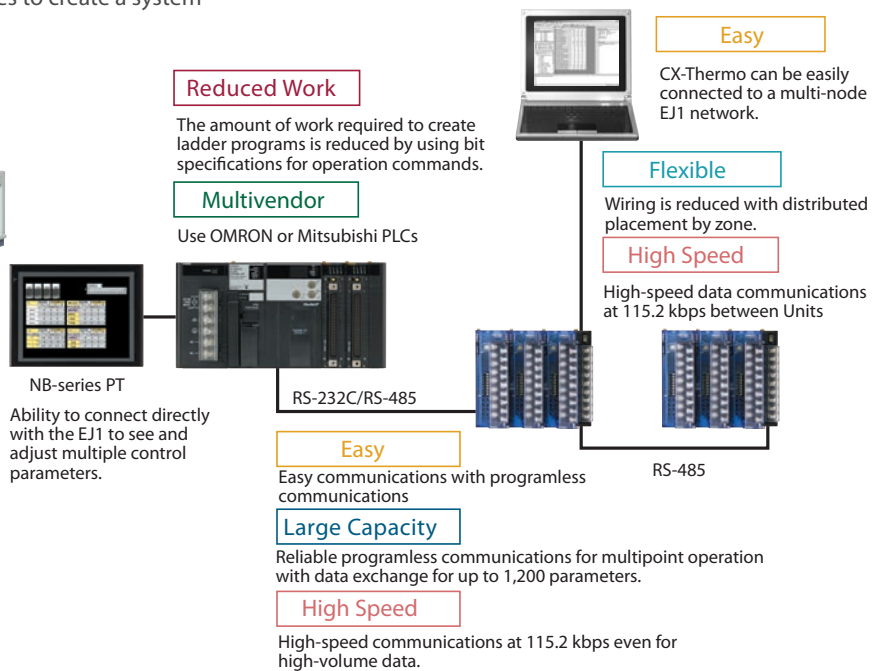 es to create a system
Easy
CX-Thermo can be easily
connected to a multi-node
EJ1 network.
Reduced Work
The amount of work required to create
ladder programs is reduced by using bit
specifications for operation commands.
Flexible
Wiring is reduced with distributed
placement by zone.
Multivendor
Use OMRON or Mitsubishi PLCs
High Speed
High-speed data communications
at 115.2 kbps between Units
NB-series PT
Ability to connect directly
with the EJ1 to see and
adjust multiple control
parameters.
RS-232C/RS-485
RS-485
Easy
Easy communications with programless
communications
Large Capacity
Reliable programless communications for multipoint operation
with data exchange for up to 1,200 parameters.
High Speed
High-speed communications at 115.2 kbps even for
high-volume data.